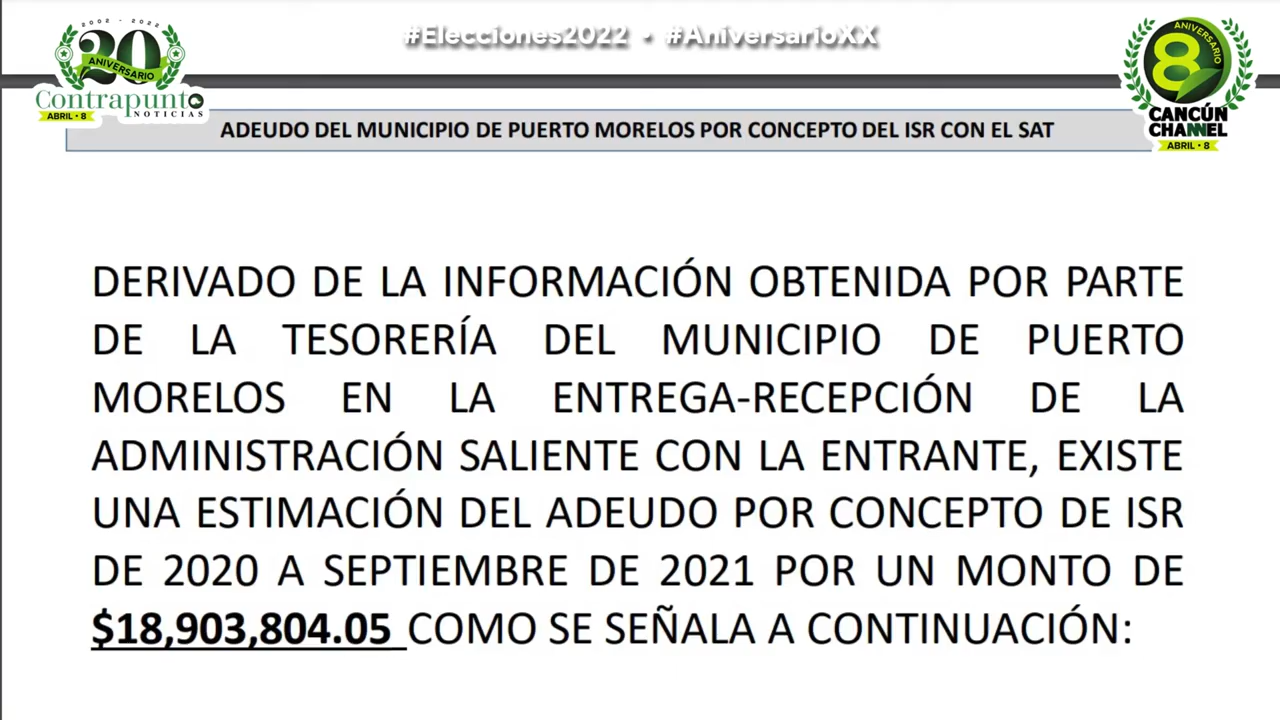 #Elecciones2022 • #AniversarioXX
2002 - 2022
20
ANIVERSARIO
Contrapunto
NOTICIAS
ABRIL • 8
ANIVERSARIO
8
CANCÚN
CHANNEL
ABRIL • 8
ADEUDO DEL MUNICIPIO DE PUERTO MORELOS POR CONCEPTO DEL ISR CON EL SAT
DERIVADO DE LA INFORMACIÓN OBTENIDA POR PARTE
DE LA TESORERÍA DEL MUNICIPIO DE PUERTO
MORELOS EN LA ENTREGA-RECEPCIÓN DE LA
ADMINISTRACIÓN SALIENTE CON LA ENTRANTE, EXISTE
UNA ESTIMACIÓN DEL ADEUDO POR CONCEPTO DE ISR
DE 2020 A SEPTIEMBRE DE 2021 POR UN MONTO DE
$18,903,804.05 COMO SE SEÑALA A CONTINUACIÓN: